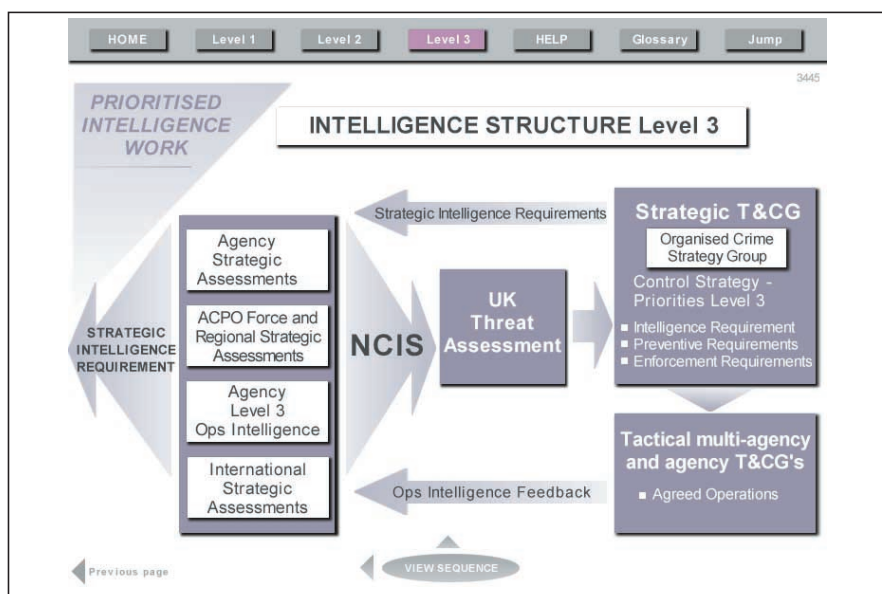 HOME
Level 1
Level 2
Level 3
HELP
Glossary
Jump
3445
PRIORITISED
INTELLIGENCE
WORK
INTELLIGENCE STRUCTURE Level 3
Strategic Intelligence Requirements
Agency
Strategic
Assessments
ACPO Force and
Regional Strategic
Assessments
Agency
Level 3
Ops Intelligence
International
Strategic
Assessments
STRATEGIC
INTELLIGENCE
REQUIREMENT
NCIS
UK
Threat
Assessment
Strategic T&CG
Organised Crime
Strategy Group
Control Strategy -
Priorities Level 3
Intelligence Requirement
Preventive Requirements
Enforcement Requirements
Tactical multi-agency
and agency T&CG's
Agreed Operations
Ops Intelligence Feedback
Previous page
VIEW SEQUENCE